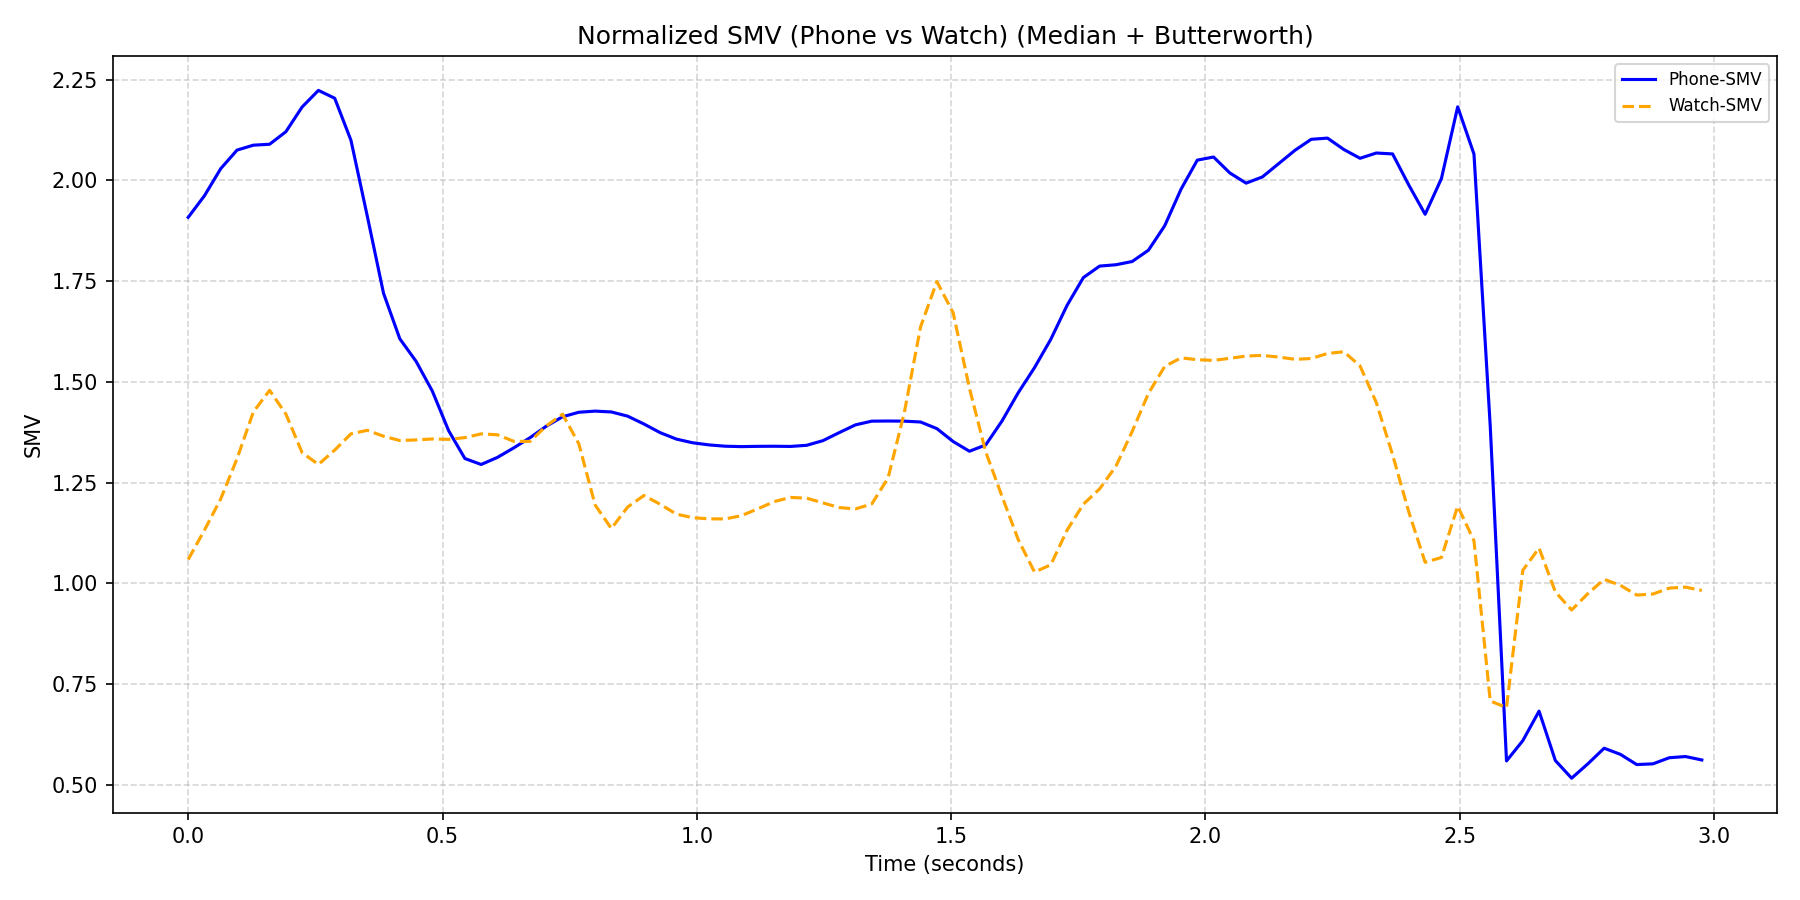 Normalized SMV (Phone vs Watch) (Median + Butterworth)
Phone-SMV
Watch-SMV
2.25
2.00
1.75
1.50
1.25
1.00
0.75
0.50
SMV
0.0 0.5 1.0 1.5 2.0 2.5 3.0
Time (seconds)